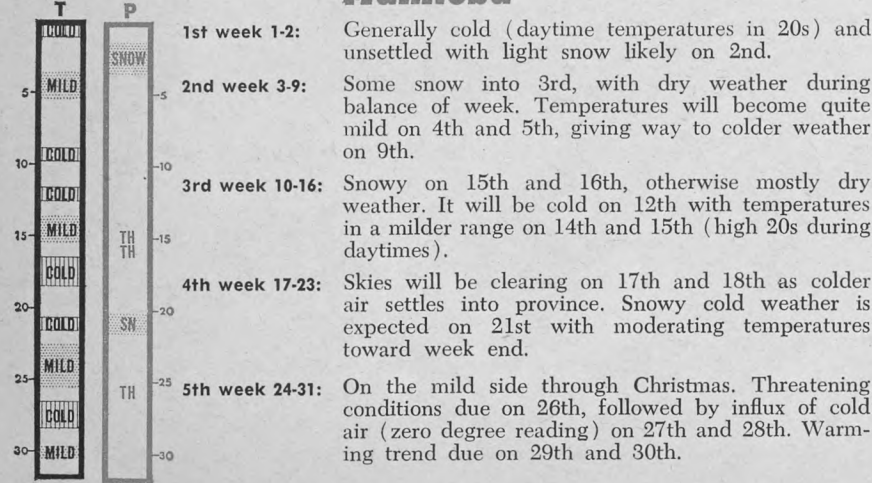 T
COLD
MILD
COLD
COLD
MILD
COLD
COLD
MILD
COLD
MILD
5-
10-
15-
20-
25-
30-
P
SNOW
TH
TH
SN
TH
-5
-10
-15
-20
-25
-30
1st week 1-2: Generally cold (daytime temperatures in 20s) and
unsettled with light snow likely on 2nd.
2nd week 3-9: Some snow into 3rd, with dry weather during
balance of week. Temperatures will become quite
mild on 4th and 5th, giving way to colder weather
on 9th.
3rd week 10-16: Snowy on 15th and 16th, otherwise mostly dry
weather. It will be cold on 12th with temperatures
in a milder range on 14th and 15th (high 20s during
daytimes).
4th week 17-23: Skies will be clearing on 17th and 18th as colder
air settles into province. Snowy cold weather is
expected on 21st with moderating temperatures
toward week end.
5th week 24-31: On the mild side through Christmas. Threatening
conditions due on 26th, followed by influx of cold
air (zero degree reading) on 27th and 28th. Warm-
ing trend due on 29th and 30th.